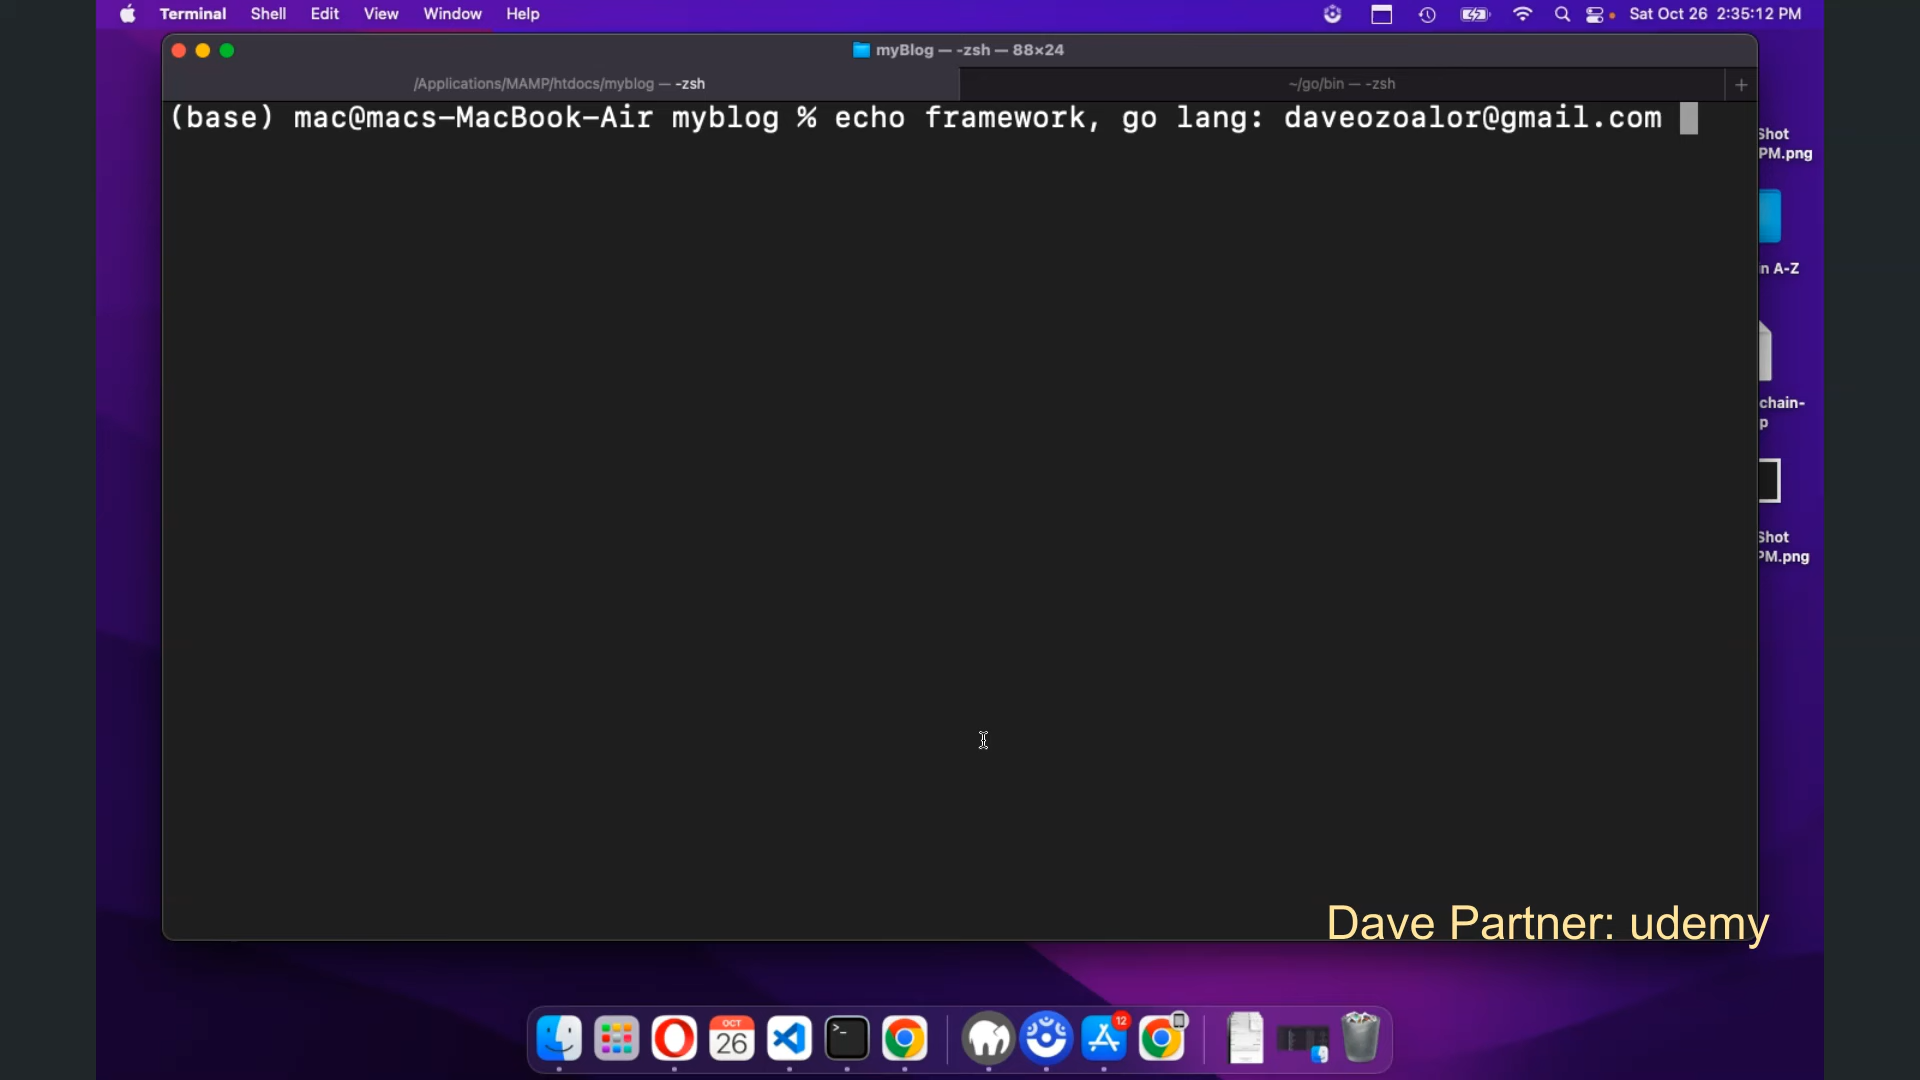 Terminal Shell Edit View Window Help Sat Oct 26 2:35:12 PM
myBlog — -zsh — 88×24
/Applications/MAMP/htdocs/myblog — -zsh ~/go/bin — -zsh +
(base) mac@macs-MacBook-Air myblog % echo framework, go lang: daveozoalor@gmail.com
Shot
PM.png
in A-Z
chain-
p
Shot
PM.png
Dave Partner: udemy
OCT
26
12